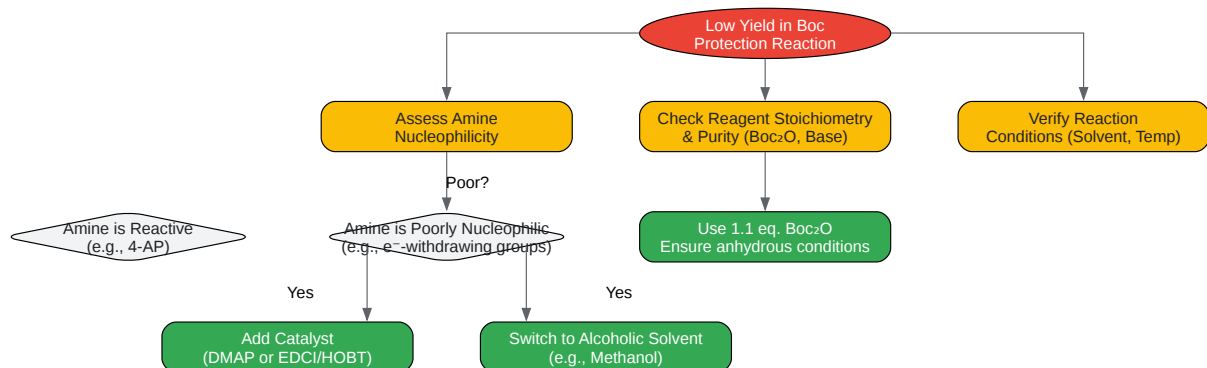 Low Yield in Boc
Protection Reaction
Assess Amine
Nucleophilicity
Check Reagent Stoichiometry
& Purity (Boc₂O, Base)
Verify Reaction
Conditions (Solvent, Temp)
Poor?
Amine is Reactive
(e.g., 4-AP)
Amine is Poorly Nucleophilic
(e.g., e⁻-withdrawing groups)
Use 1.1 eq. Boc₂O
Ensure anhydrous conditions
Yes
Yes
Add Catalyst
(DMAP or EDCI/HOBT)
Switch to Alcoholic Solvent
(e.g., Methanol)